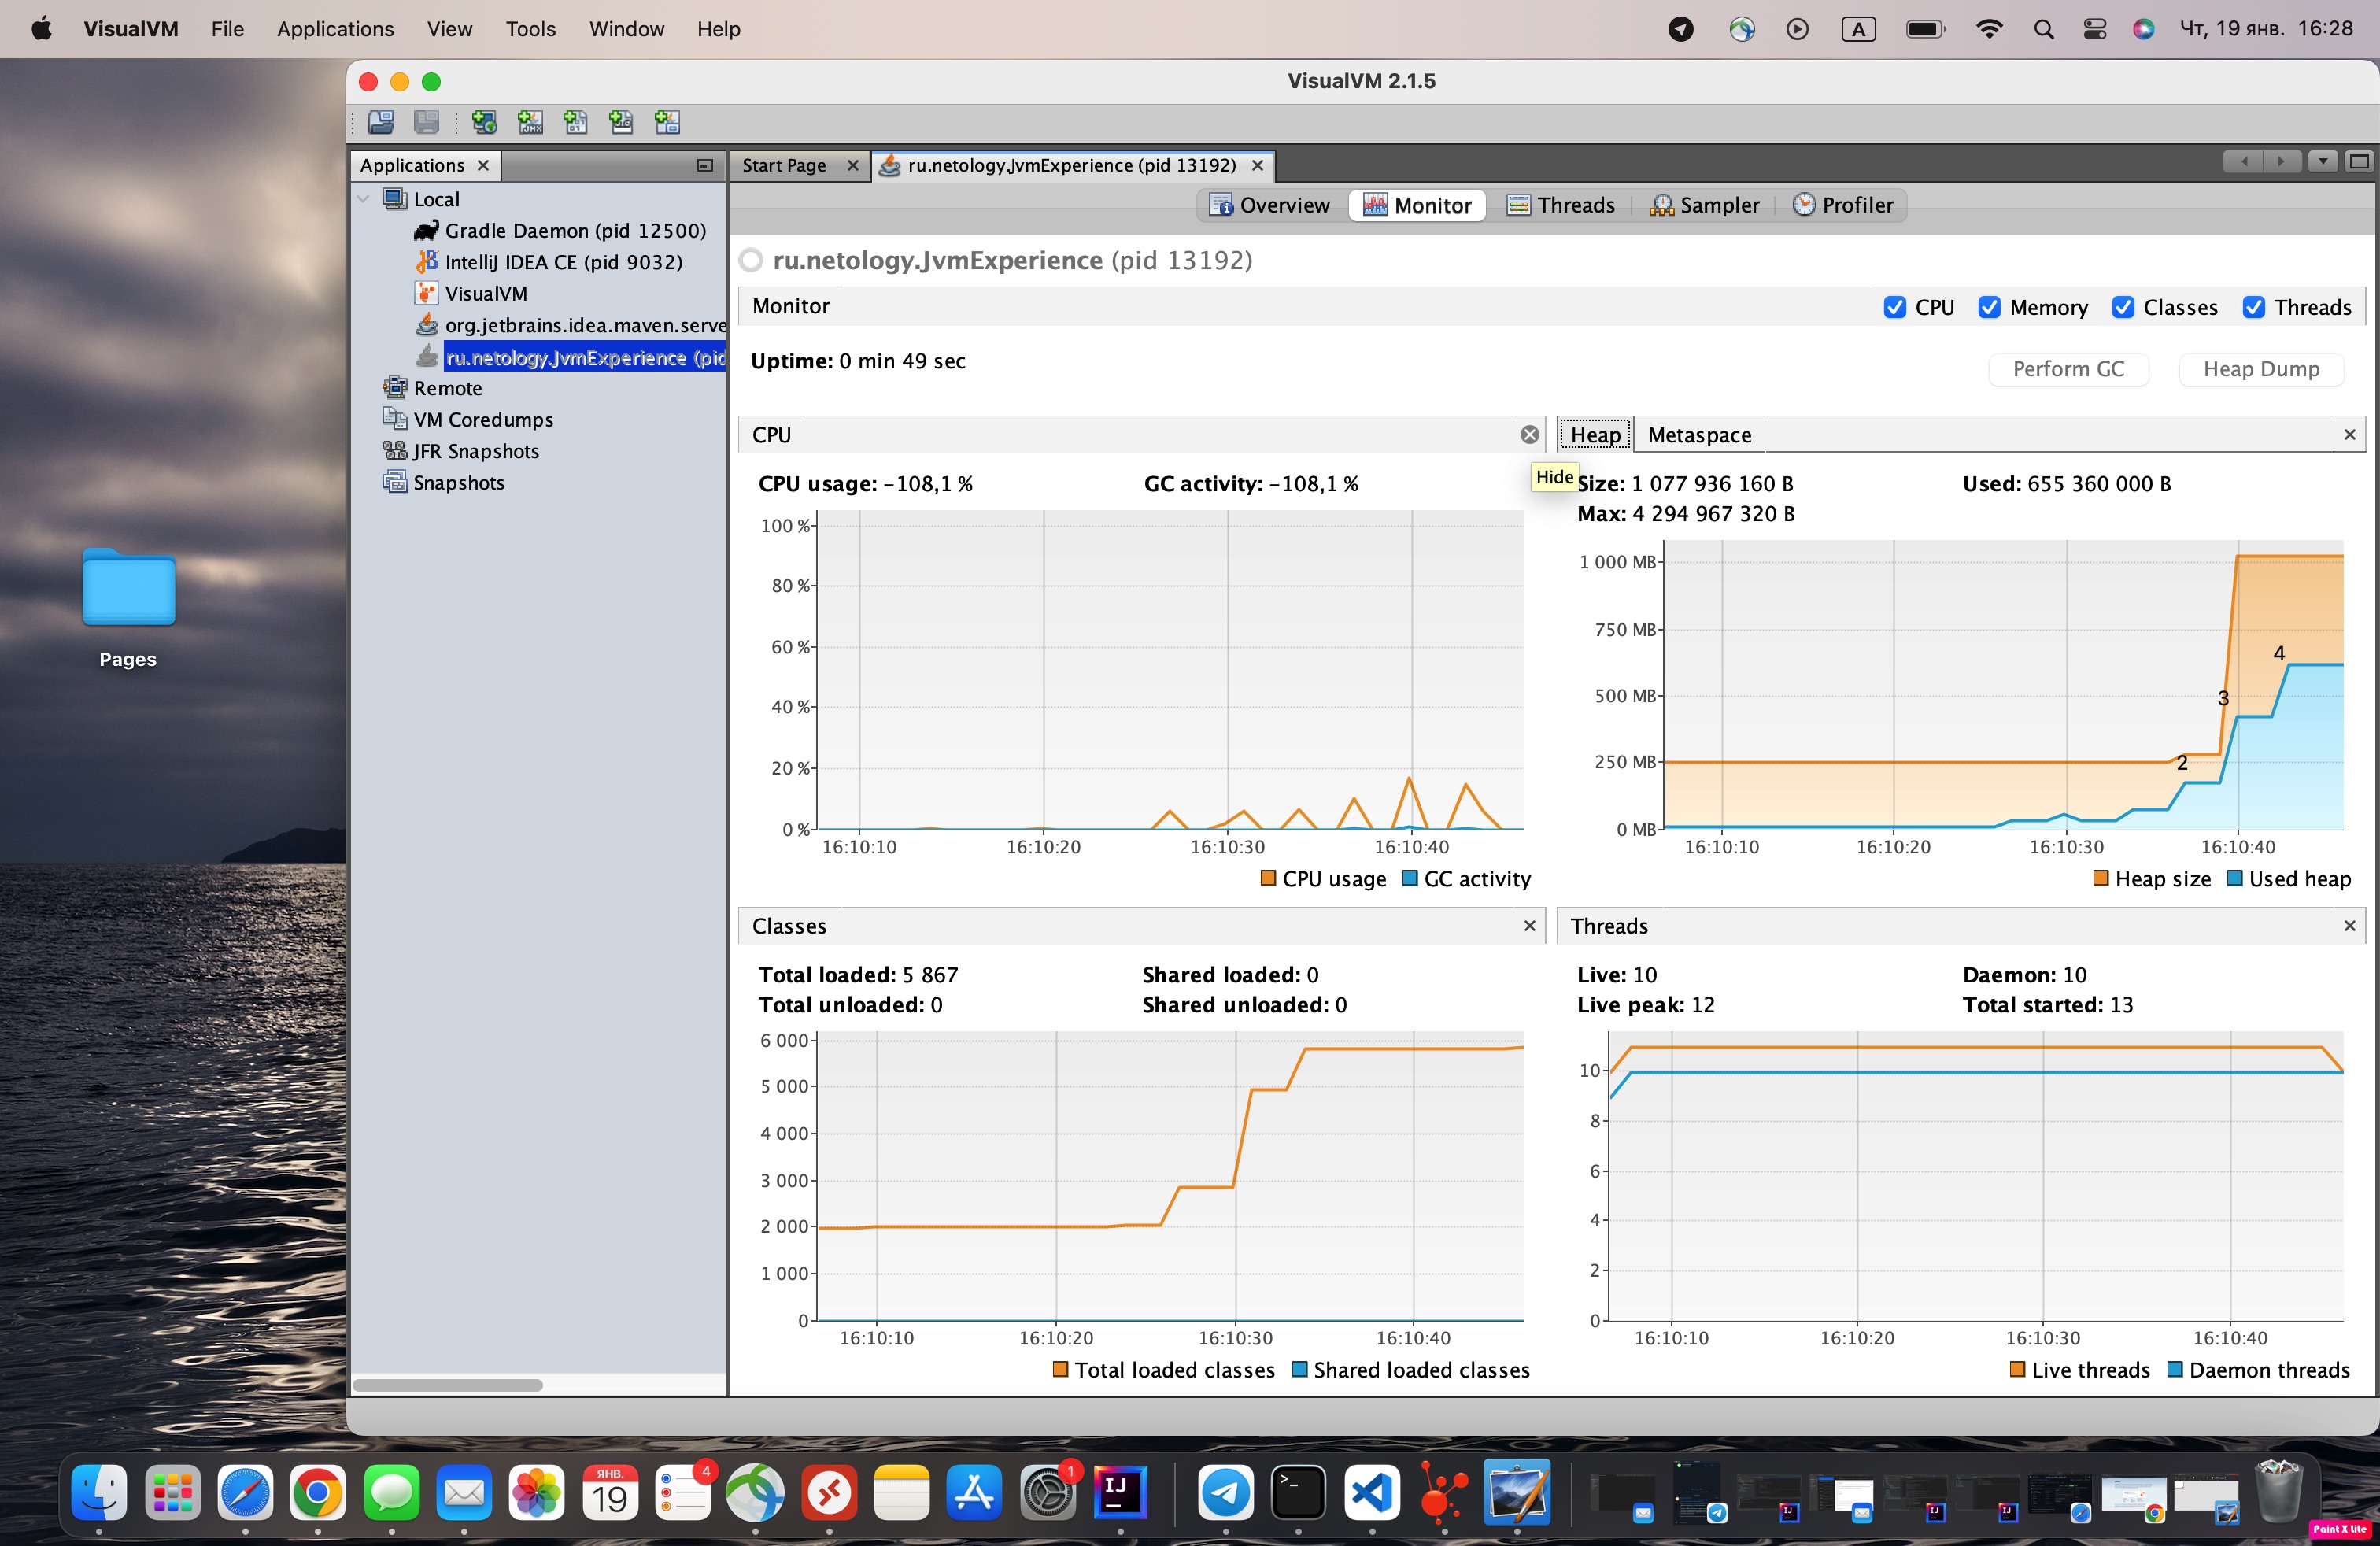 VisualVM File Applications View Tools Window Help A Чт, 19 янв. 16:28
VisualVM 2.1.5
Applications
Start Page
ru.netology.JvmExperience (pid 13192)
Local
Gradle Daemon (pid 12500)
IntelliJ IDEA CE (pid 9032)
VisualVM
org.jetbrains.idea.maven.serve
ru.netology.JvmExperience (pid
Remote
VM Coredumps
JFR Snapshots
Snapshots
Pages
Overview Monitor Threads Sampler Profiler
ru.netology.JvmExperience (pid 13192)
Monitor
CPU Memory Classes Threads
Uptime: 0 min 49 sec
Perform GC Heap Dump
CPU
CPU usage: −108,1 % GC activity: −108,1 %
100 %
80 %
60 %
40 %
20 %
0 %
16:10:10 16:10:20 16:10:30 16:10:40
CPU usage GC activity
Heap Metaspace
Hide
Size: 1 077 936 160 B Used: 655 360 000 B
Max: 4 294 967 320 B
1 000 MB
750 MB
500 MB
250 MB
0 MB
4
3
2
16:10:10 16:10:20 16:10:30 16:10:40
Heap size Used heap
Classes
Total loaded: 5 867 Shared loaded: 0
Total unloaded: 0 Shared unloaded: 0
6 000
5 000
4 000
3 000
2 000
1 000
0
16:10:10 16:10:20 16:10:30 16:10:40
Total loaded classes Shared loaded classes
Threads
Live: 10 Daemon: 10
Live peak: 12 Total started: 13
10
8
6
4
2
0
16:10:10 16:10:20 16:10:30 16:10:40
Live threads Daemon threads
ЯНВ.
19
4
1
IJ
Paint X lite